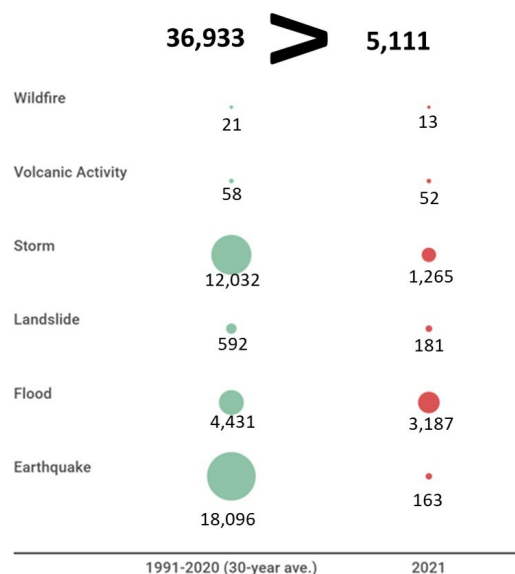 36,933 > 5,111
Wildfire
21 13
Volcanic Activity
58 52
Storm
12,032 1,265
Landslide
592 181
Flood
4,431 3,187
Earthquake
18,096 163
1991-2020 (30-year ave.) 2021